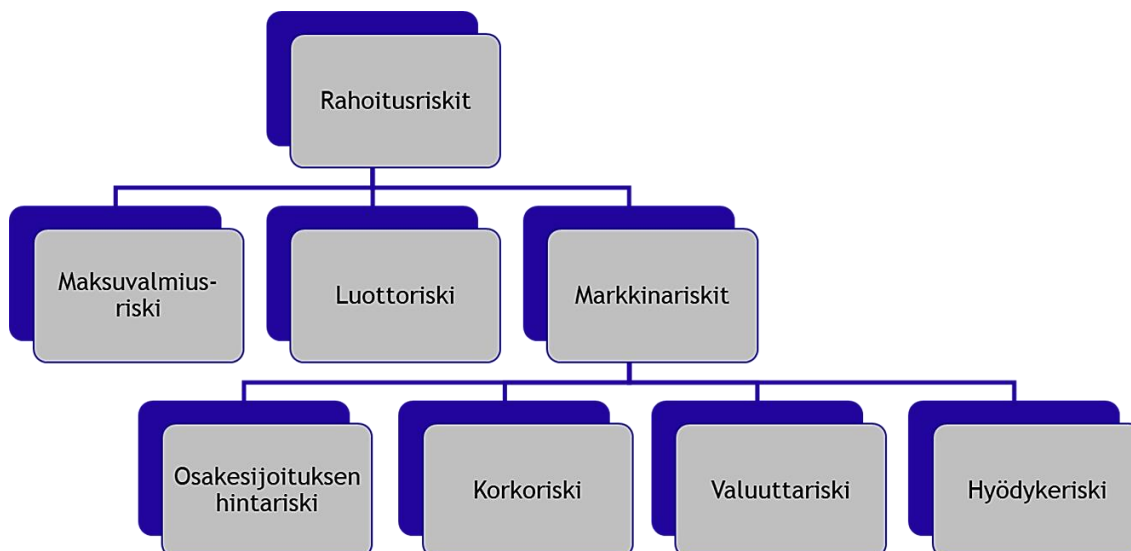 Rahoitusriskit
Maksuvalmius-
riski
Luottoriski
Markkinariskit
Osakesijoituksen
hintariski
Korkoriski
Valuuttariski
Hyödykeriski